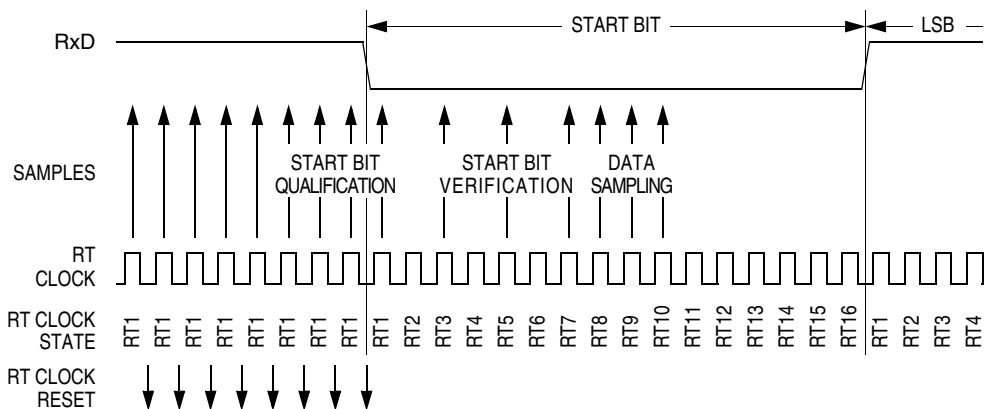 START BIT LSB
RxD
SAMPLES
START BIT QUALIFICATION
START BIT VERIFICATION
DATA SAMPLING
RT CLOCK
RT CLOCK STATE
RT1 RT1 RT1 RT1 RT1 RT1 RT1 RT1 RT1 RT2 RT3 RT4 RT5 RT6 RT7 RT8 RT9 RT10 RT11 RT12 RT13 RT14 RT15 RT16 RT1 RT2 RT3 RT4
RT CLOCK RESET